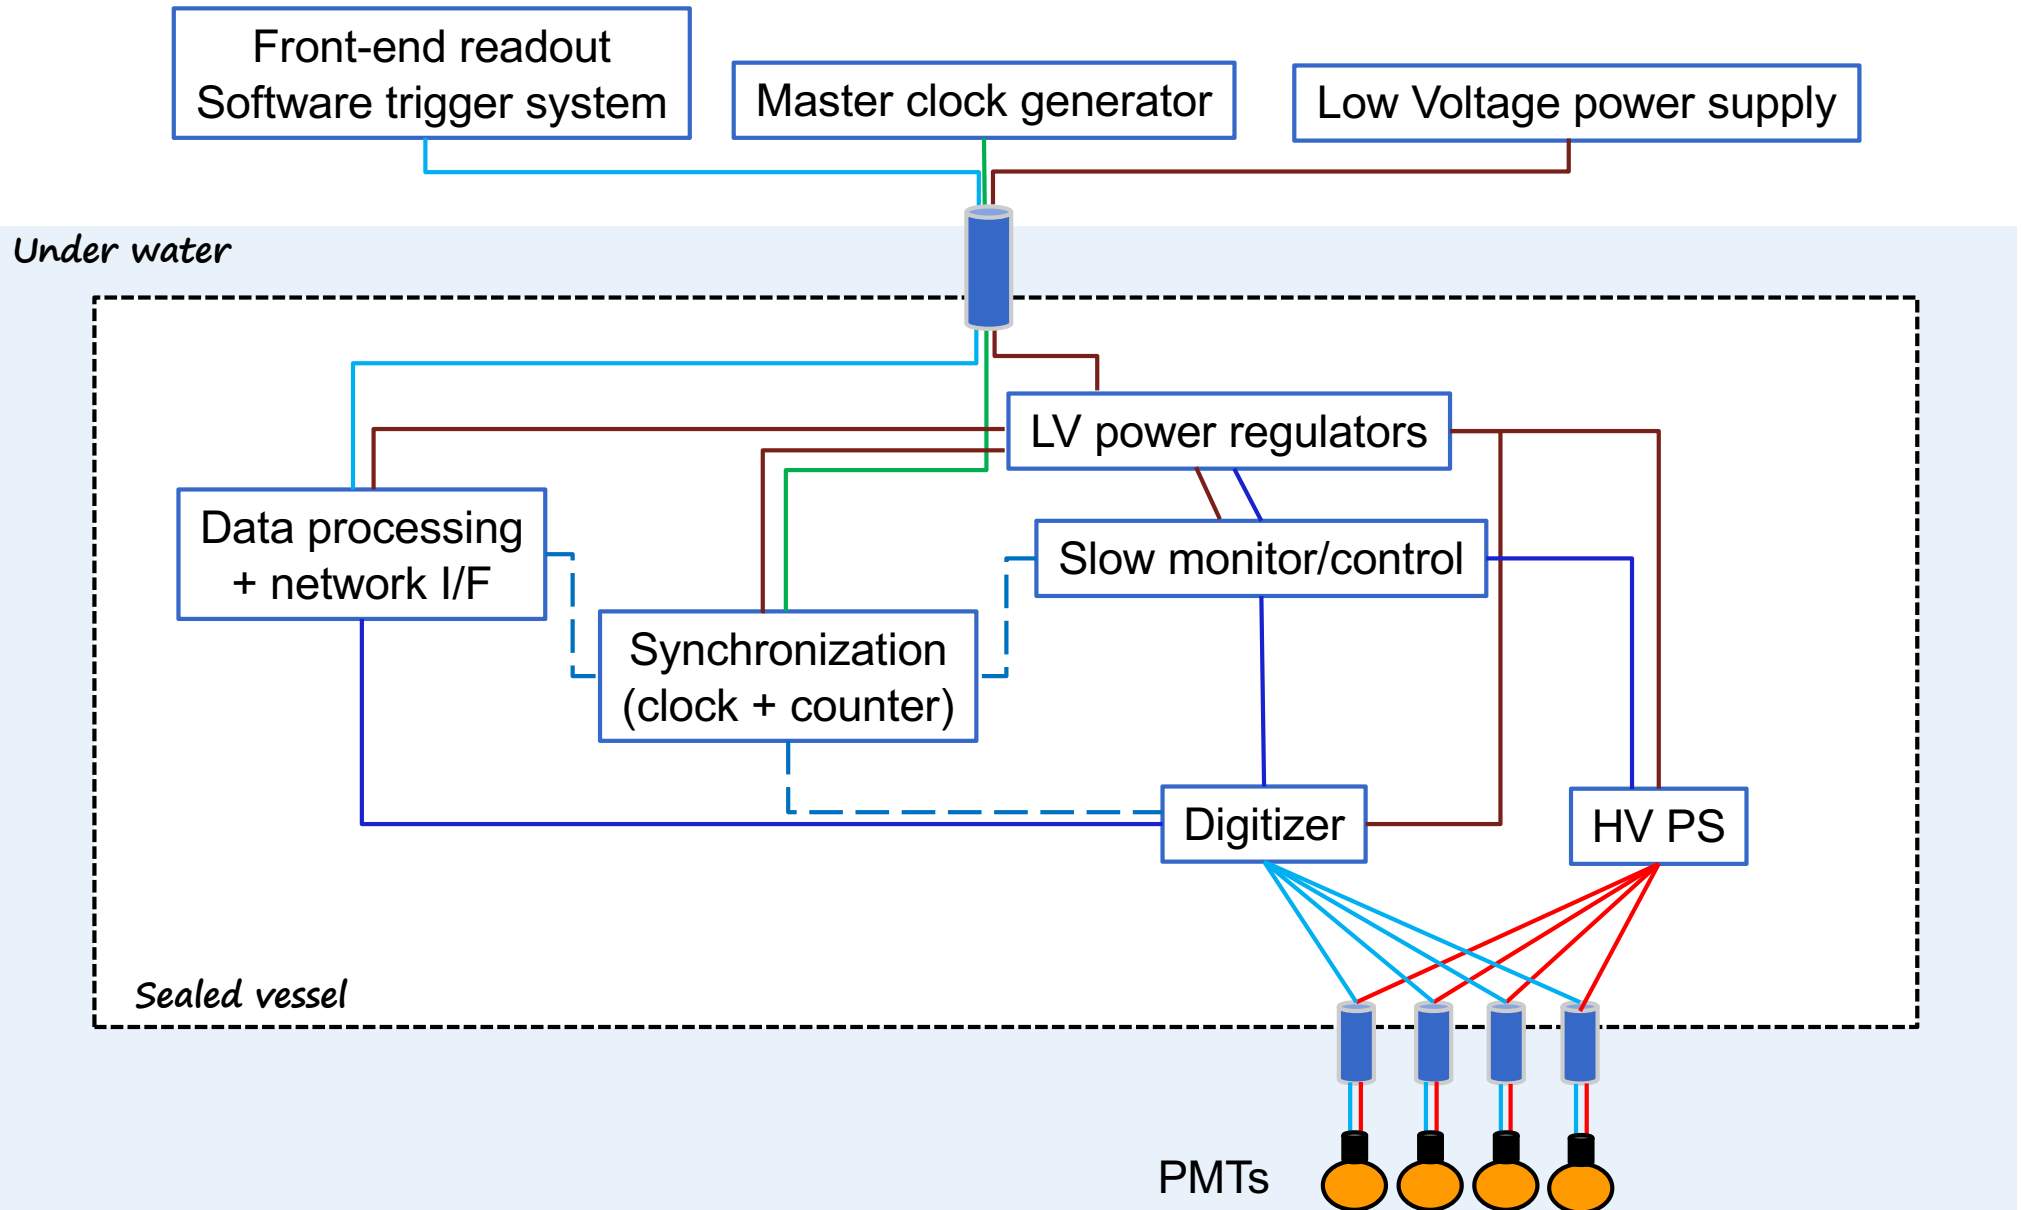 Front-end readout
Software trigger system
Master clock generator
Low Voltage power supply
Under water
LV power regulators
Data processing
+ network I/F
Slow monitor/control
Synchronization
(clock + counter)
Digitizer
HV PS
Sealed vessel
PMTs